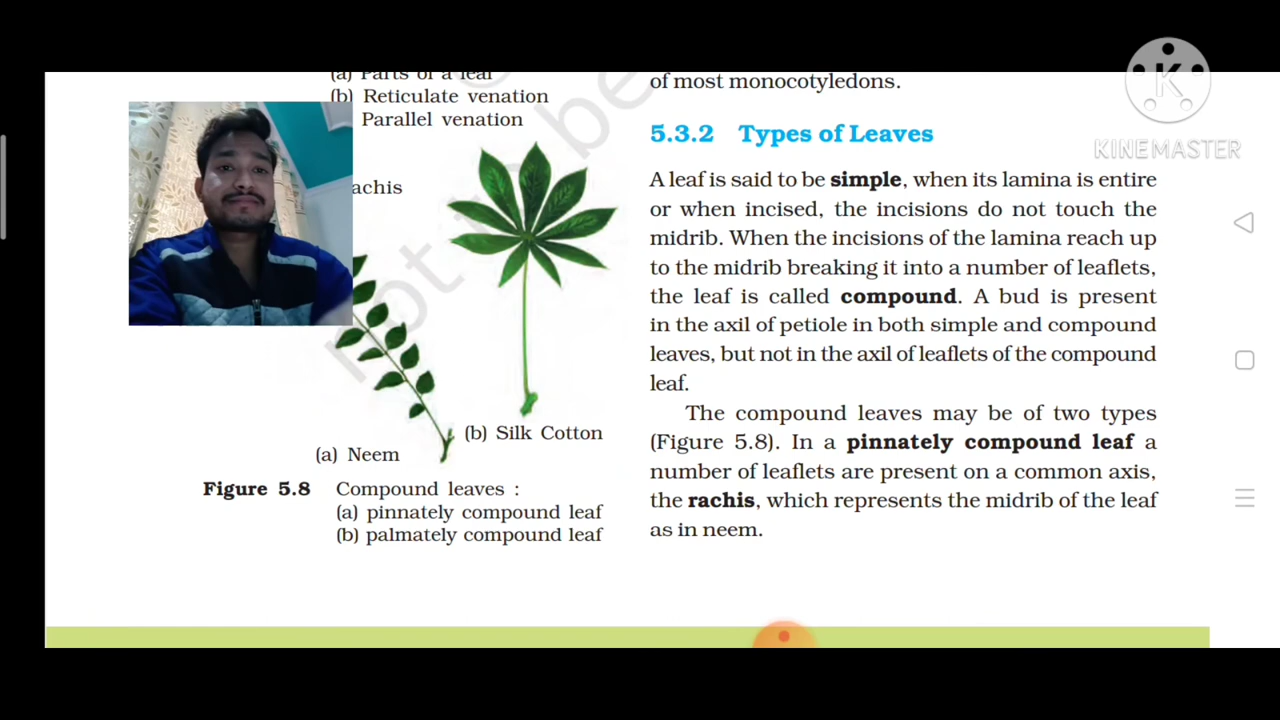 (a) Parts of a leaf
(b) Reticulate venation
Parallel venation
achis
(b) Silk Cotton
(a) Neem
Figure 5.8 Compound leaves :
(a) pinnately compound leaf
(b) palmately compound leaf
of most monocotyledons.
5.3.2 Types of Leaves
A leaf is said to be simple, when its lamina is entire
or when incised, the incisions do not touch the
midrib. When the incisions of the lamina reach up
to the midrib breaking it into a number of leaflets,
the leaf is called compound. A bud is present
in the axil of petiole in both simple and compound
leaves, but not in the axil of leaflets of the compound
leaf.
The compound leaves may be of two types
(Figure 5.8). In a pinnately compound leaf a
number of leaflets are present on a common axis,
the rachis, which represents the midrib of the leaf
as in neem.
not to be
K
KINEMASTER